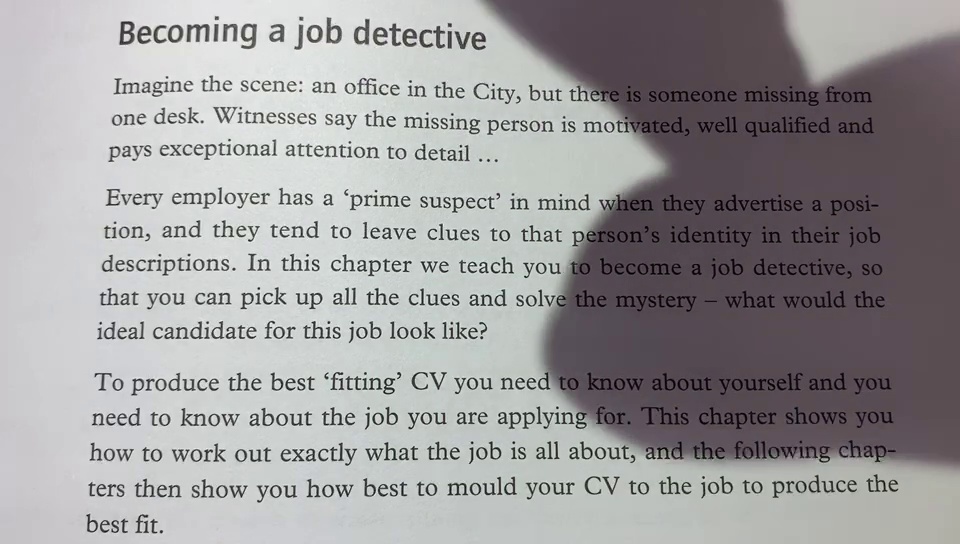 Becoming a job detective
Imagine the scene: an office in the City, but there is someone missing from
one desk. Witnesses say the missing person is motivated, well qualified and
pays exceptional attention to detail …
Every employer has a ‘prime suspect’ in mind when they advertise a posi-
tion, and they tend to leave clues to that person’s identity in their job
descriptions. In this chapter we teach you to become a job detective, so
that you can pick up all the clues and solve the mystery – what would the
ideal candidate for this job look like?
To produce the best ‘fitting’ CV you need to know about yourself and you
need to know about the job you are applying for. This chapter shows you
how to work out exactly what the job is all about, and the following chap-
ters then show you how best to mould your CV to the job to produce the
best fit.